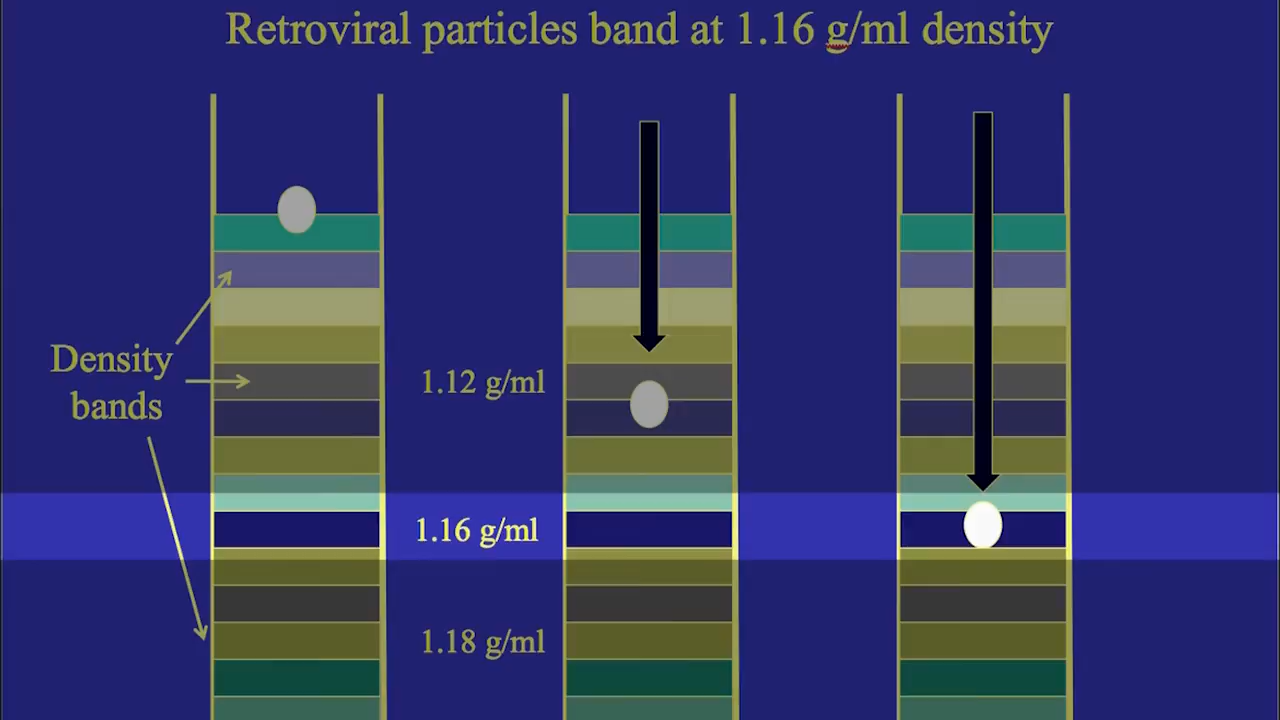 Retroviral particles band at 1.16 g/ml density
Density
bands
1.12 g/ml
1.16 g/ml
1.18 g/ml